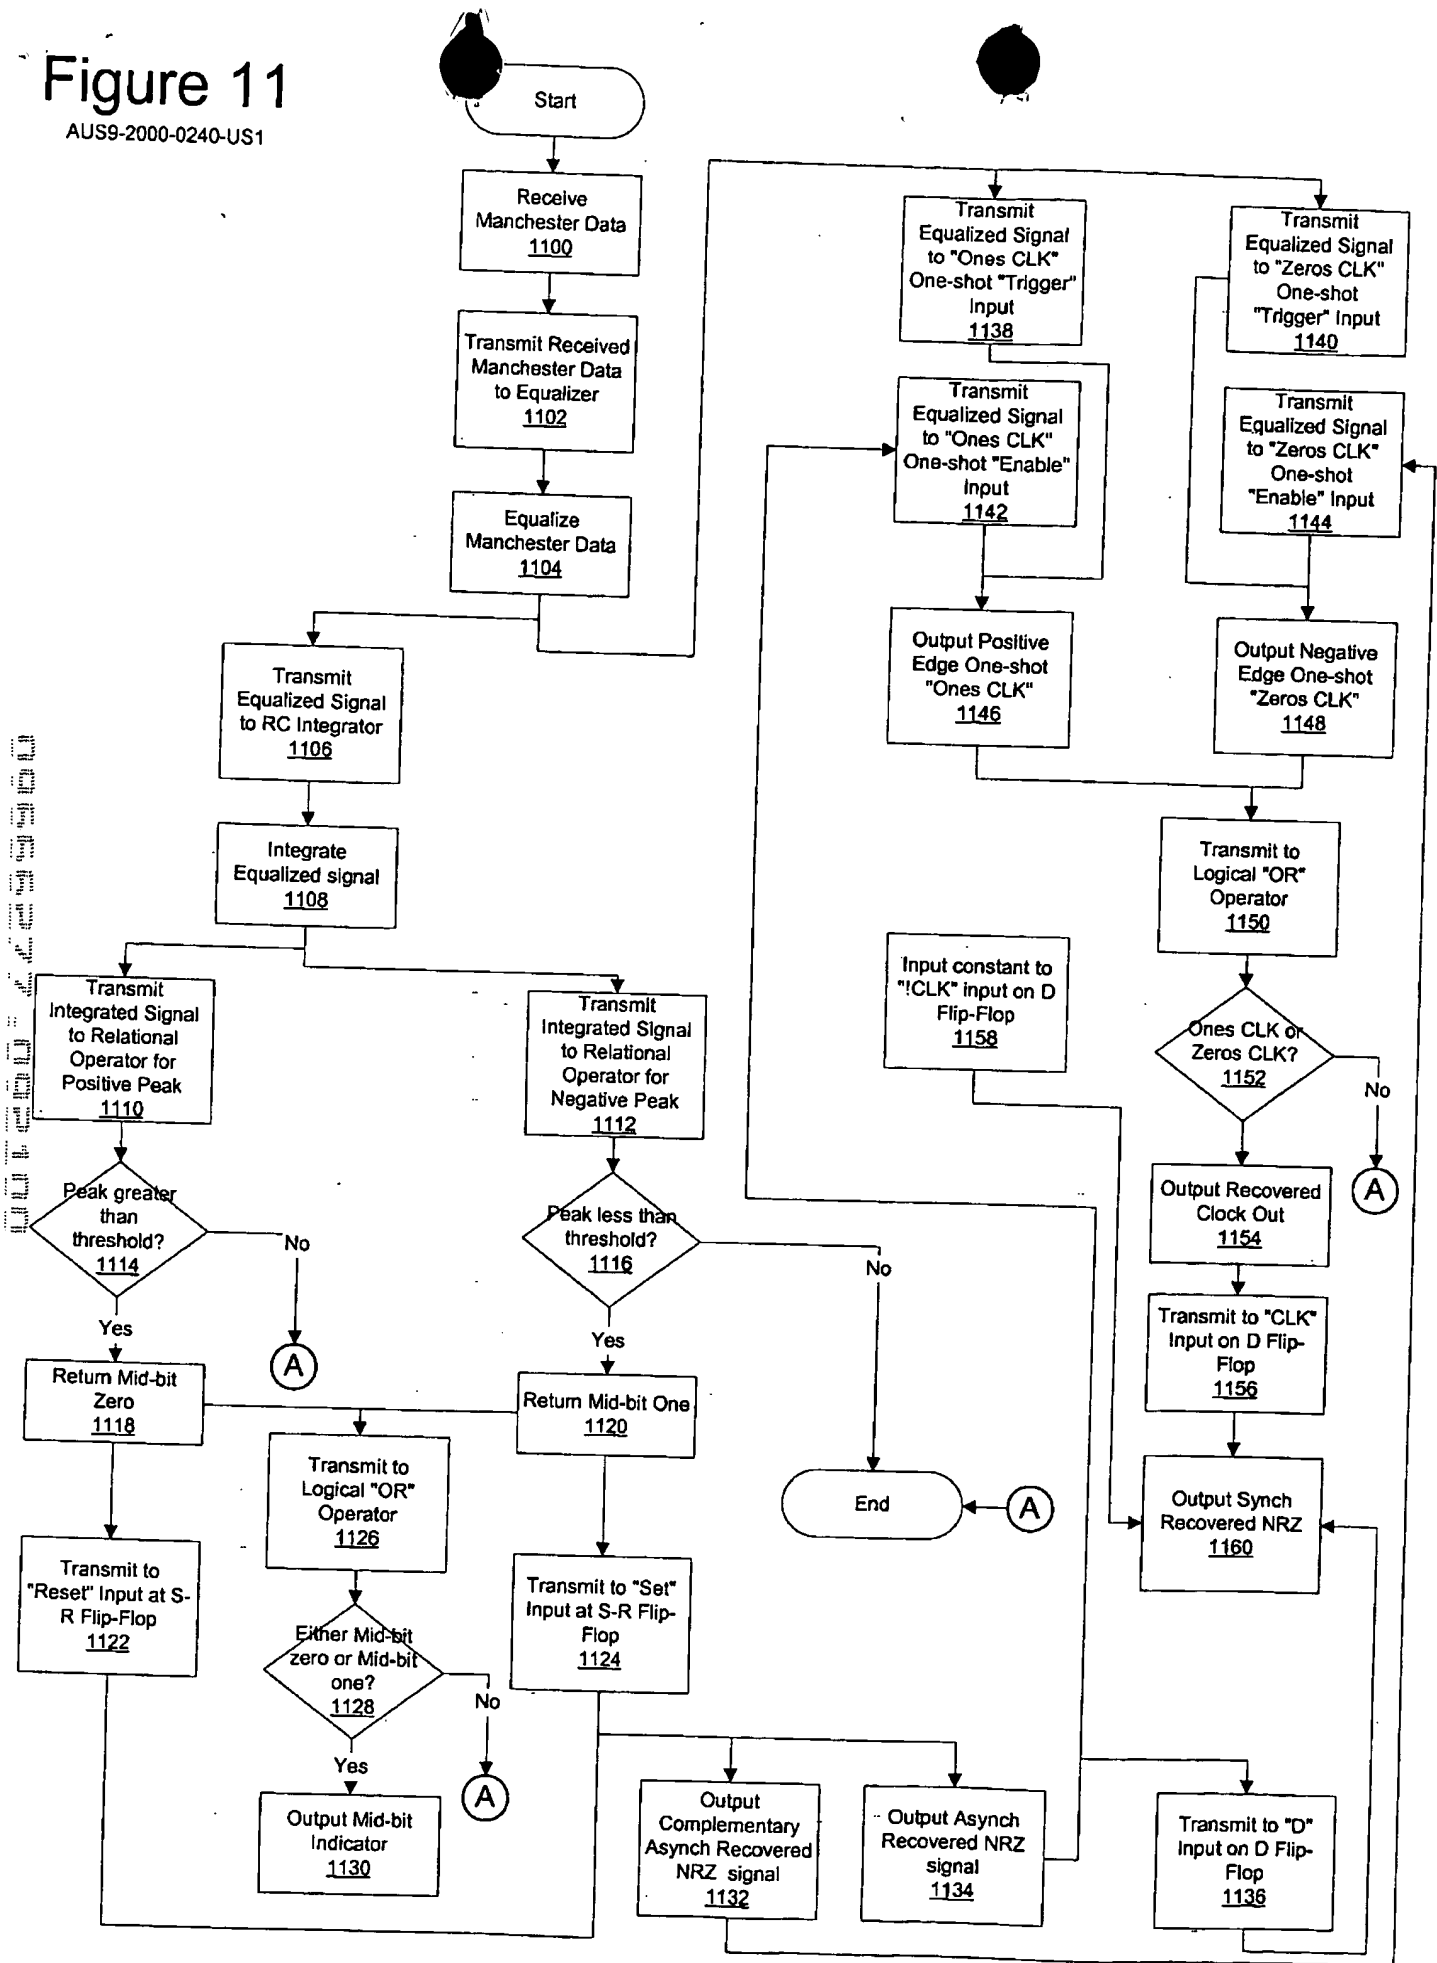 Figure 11
AUS9-2000-0240-US1
Start
Receive
Manchester Data
1100
Transmit Received
Manchester Data
to Equalizer
1102
Equalize
Manchester Data
1104
Transmit
Equalized Signal
to RC Integrator
1106
Integrate
Equalized signal
1108
Transmit
Integrated Signal
to Relational
Operator for
Positive Peak
1110
Transmit
Integrated Signal
to Relational
Operator for
Negative Peak
1112
Peak greater
than
threshold?
1114
No
A
Yes
Peak less than
threshold?
1116
No
Yes
Return Mid-bit
Zero
1118
Return Mid-bit One
1120
Transmit to
Logical "OR"
Operator
1126
Transmit to
"Reset" Input at S-
R Flip-Flop
1122
Transmit to "Set"
Input at S-R Flip-
Flop
1124
Either Mid-bit
zero or Mid-bit
one?
1128
No
A
Yes
Output Mid-bit
Indicator
1130
Output
Complementary
Asynch Recovered
NRZ signal
1132
Output Asynch
Recovered NRZ
signal
1134
Transmit to "D"
Input on D Flip-
Flop
1136
Transmit
Equalized Signal
to "Ones CLK"
One-shot "Trigger"
Input
1138
Transmit
Equalized Signal
to "Zeros CLK"
One-shot
"Trigger" Input
1140
Transmit
Equalized Signal
to "Ones CLK"
One-shot "Enable"
Input
1142
Transmit
Equalized Signal
to "Zeros CLK"
One-shot
"Enable" Input
1144
Output Positive
Edge One-shot
"Ones CLK"
1146
Output Negative
Edge One-shot
"Zeros CLK"
1148
Transmit to
Logical "OR"
Operator
1150
Input constant to
"!CLK" input on D
Flip-Flop
1158
Ones CLK or
Zeros CLK?
1152
No
A
Output Recovered
Clock Out
1154
Transmit to "CLK"
Input on D Flip-
Flop
1156
Output Synch
Recovered NRZ
1160
End
A